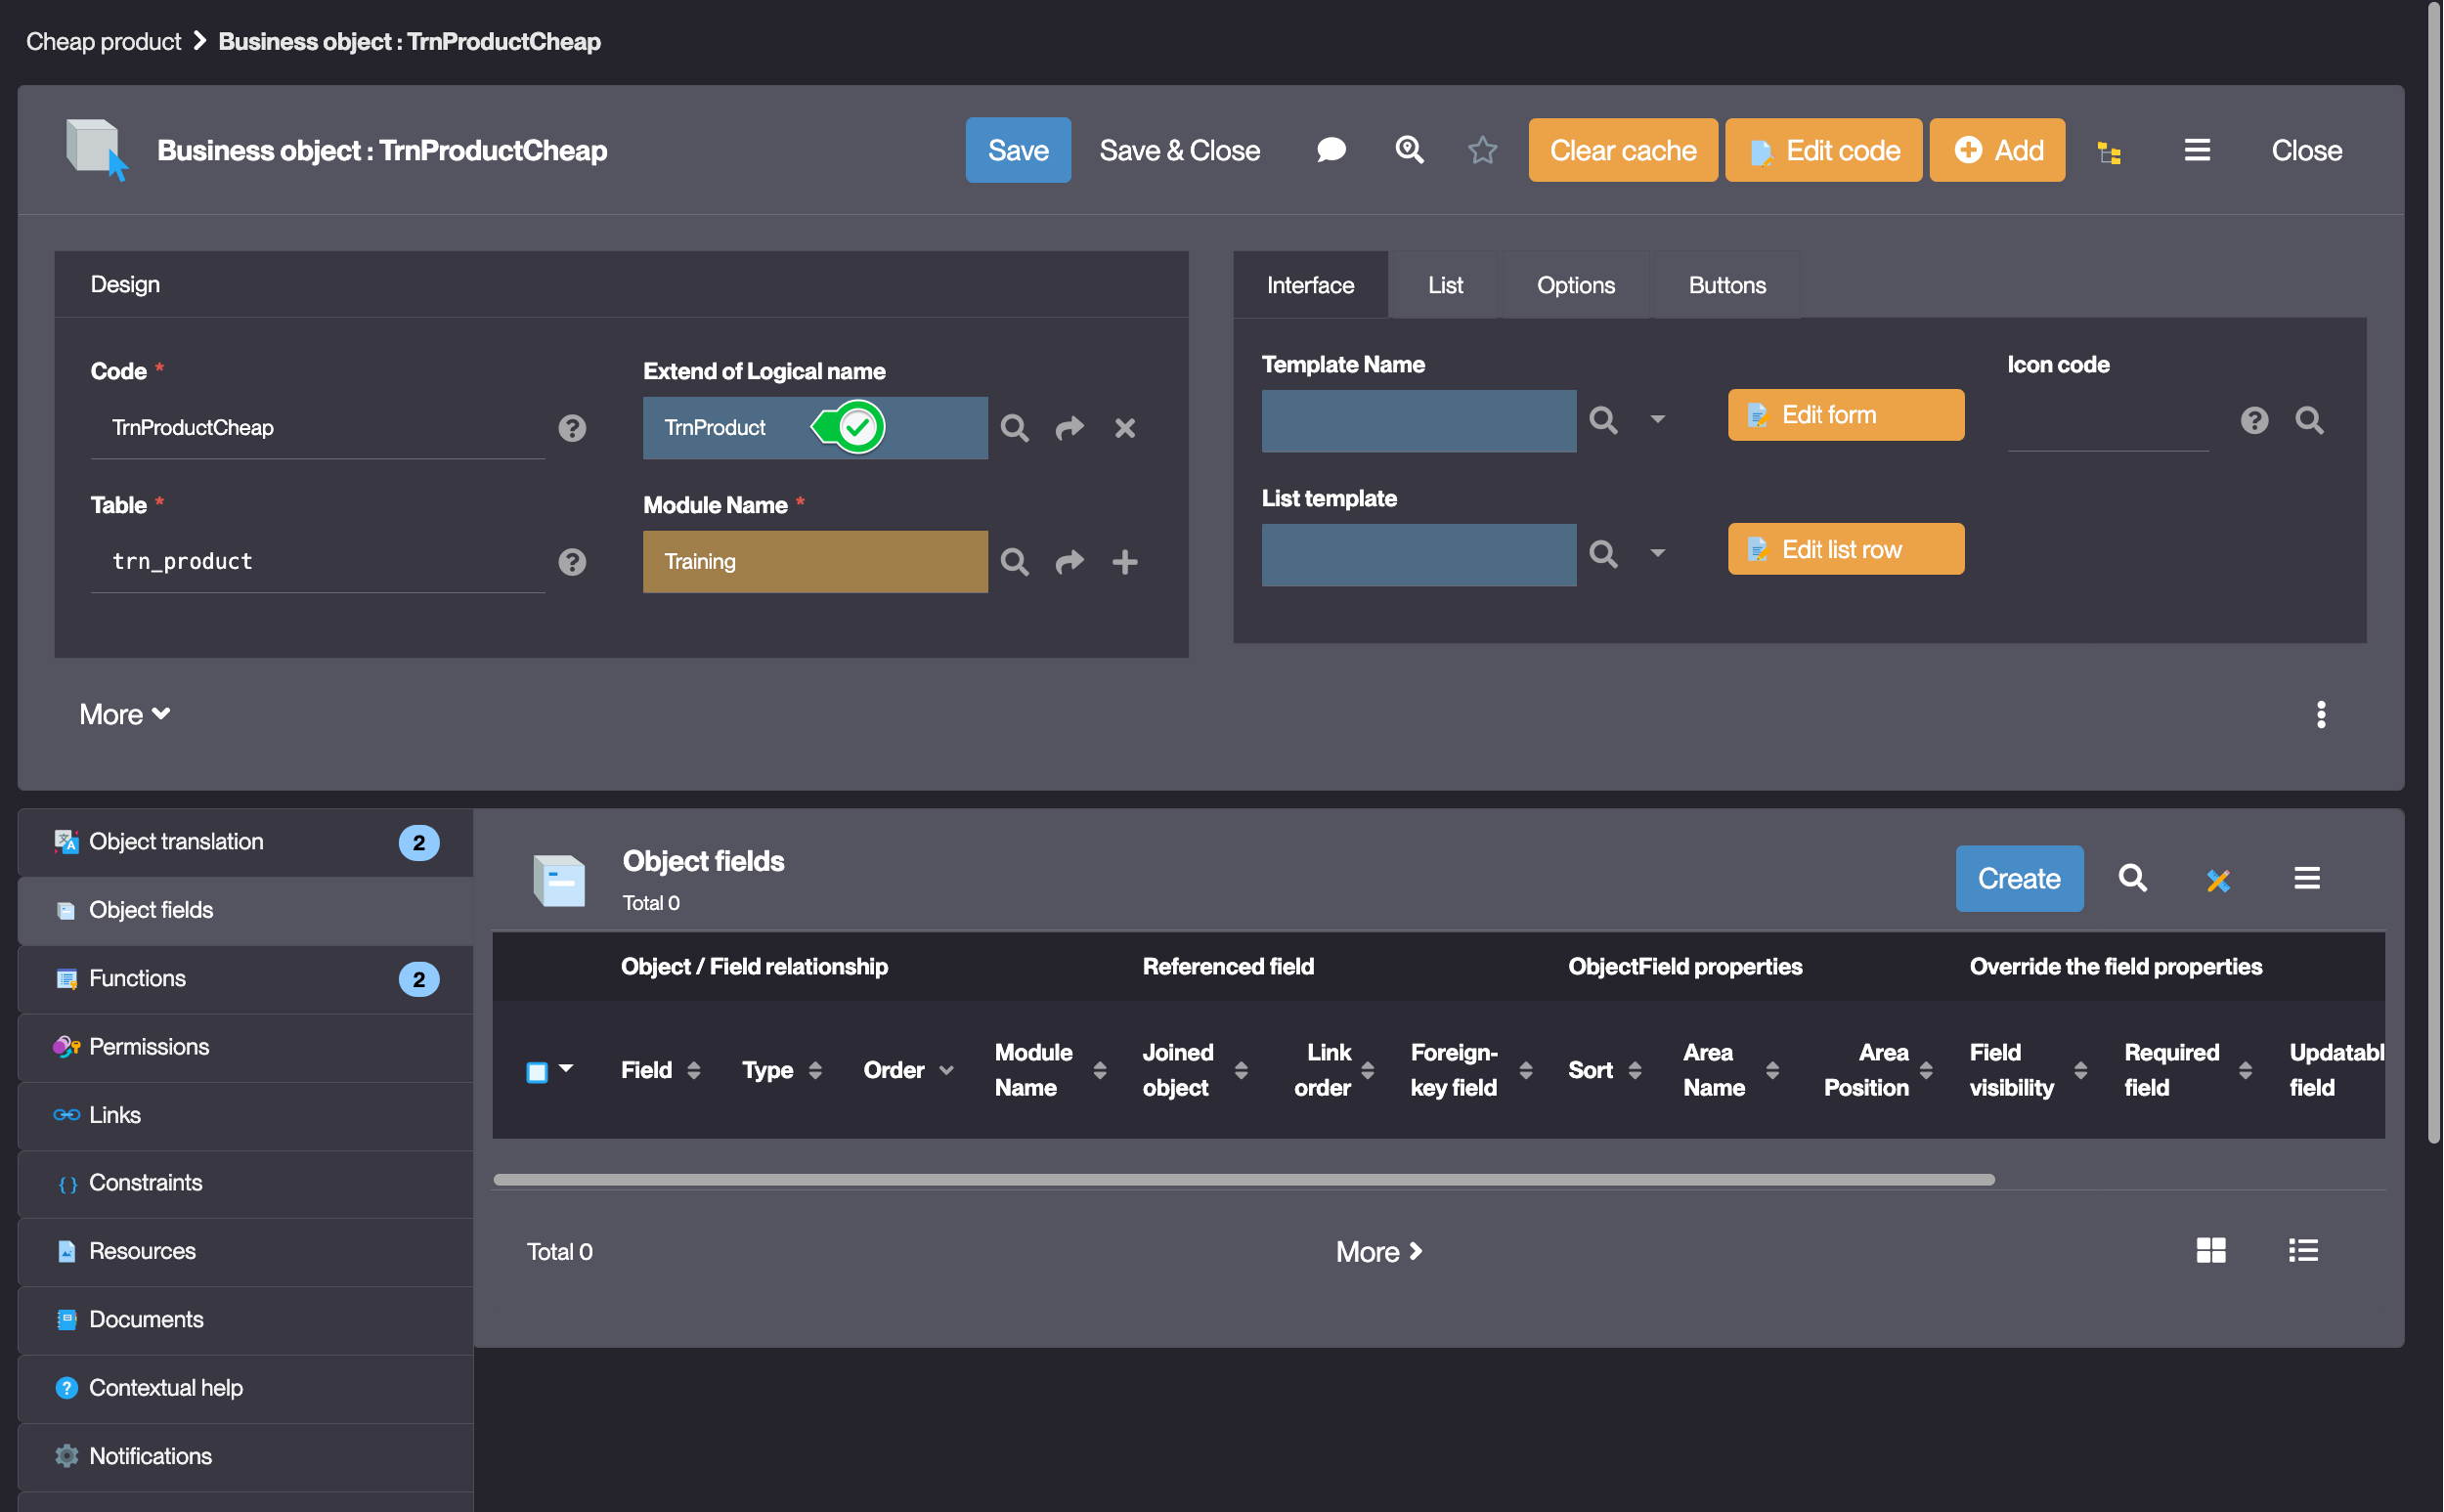 Cheap product > Business object : TrnProductCheap
Business object : TrnProductCheap
Save
Save & Close
Clear cache
Edit code
Add
Close
Design
Code *
Extend of Logical name
TrnProductCheap
TrnProduct
Table *
Module Name *
trn_product
Training
Interface
List
Options
Buttons
Template Name
Icon code
Edit form
List template
Edit list row
More
Object translation 2
Object fields
Functions 2
Permissions
Links
Constraints
Resources
Documents
Contextual help
Notifications
Object fields
Total 0
Create
Object / Field relationship
Referenced field
ObjectField properties
Override the field properties
Field
Type
Order
Module
Name
Joined
object
Link
order
Foreign-
key field
Sort
Area
Name
Area
Position
Field
visibility
Required
field
Updatabl
field
Total 0
More